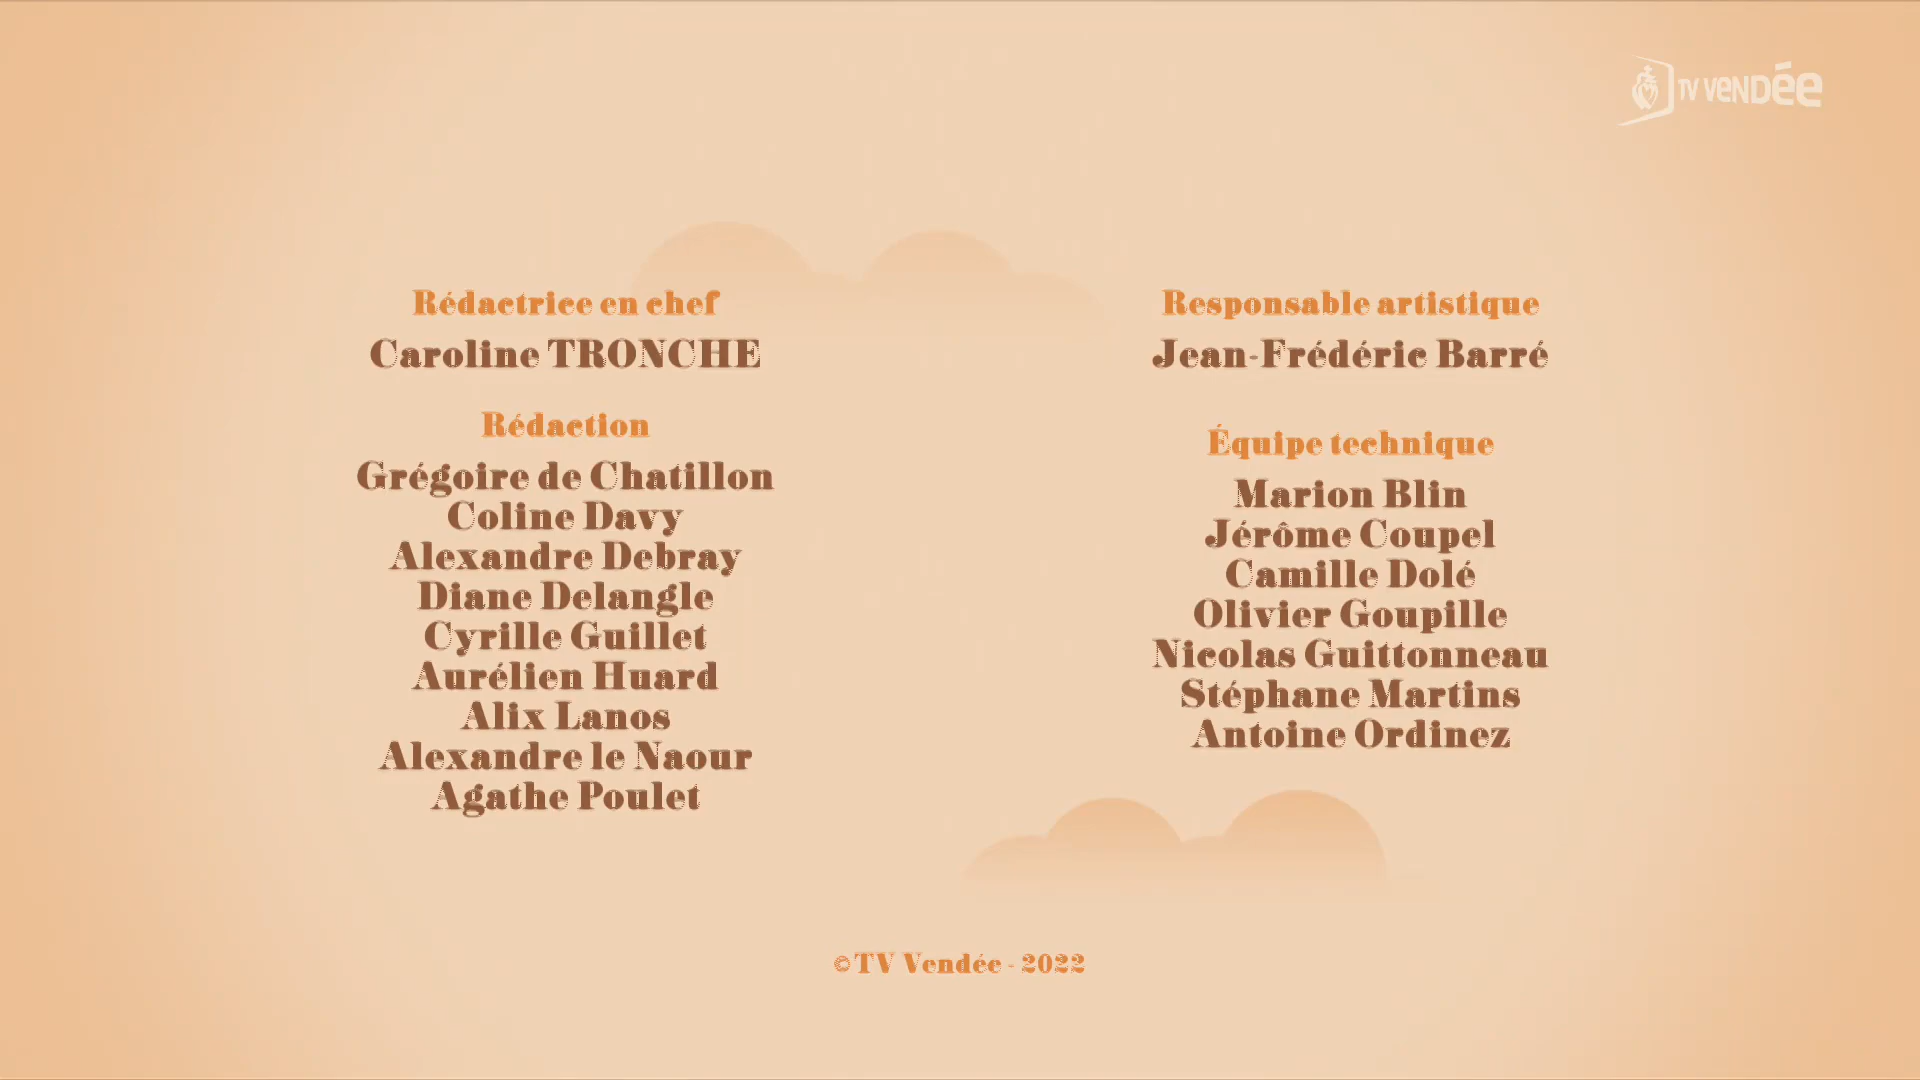 TV VENDÉE
Rédactrice en chef
Caroline TRONCHE
Rédaction
Grégoire de Chatillon
Coline Davy
Alexandre Debray
Diane Delangle
Cyrille Guillet
Aurélien Huard
Alix Lanos
Alexandre le Naour
Agathe Poulet
Responsable artistique
Jean-Frédéric Barré
Équipe technique
Marion Blin
Jérôme Coupel
Camille Dolé
Olivier Goupille
Nicolas Guittonneau
Stéphane Martins
Antoine Ordinez
©TV Vendée - 2022